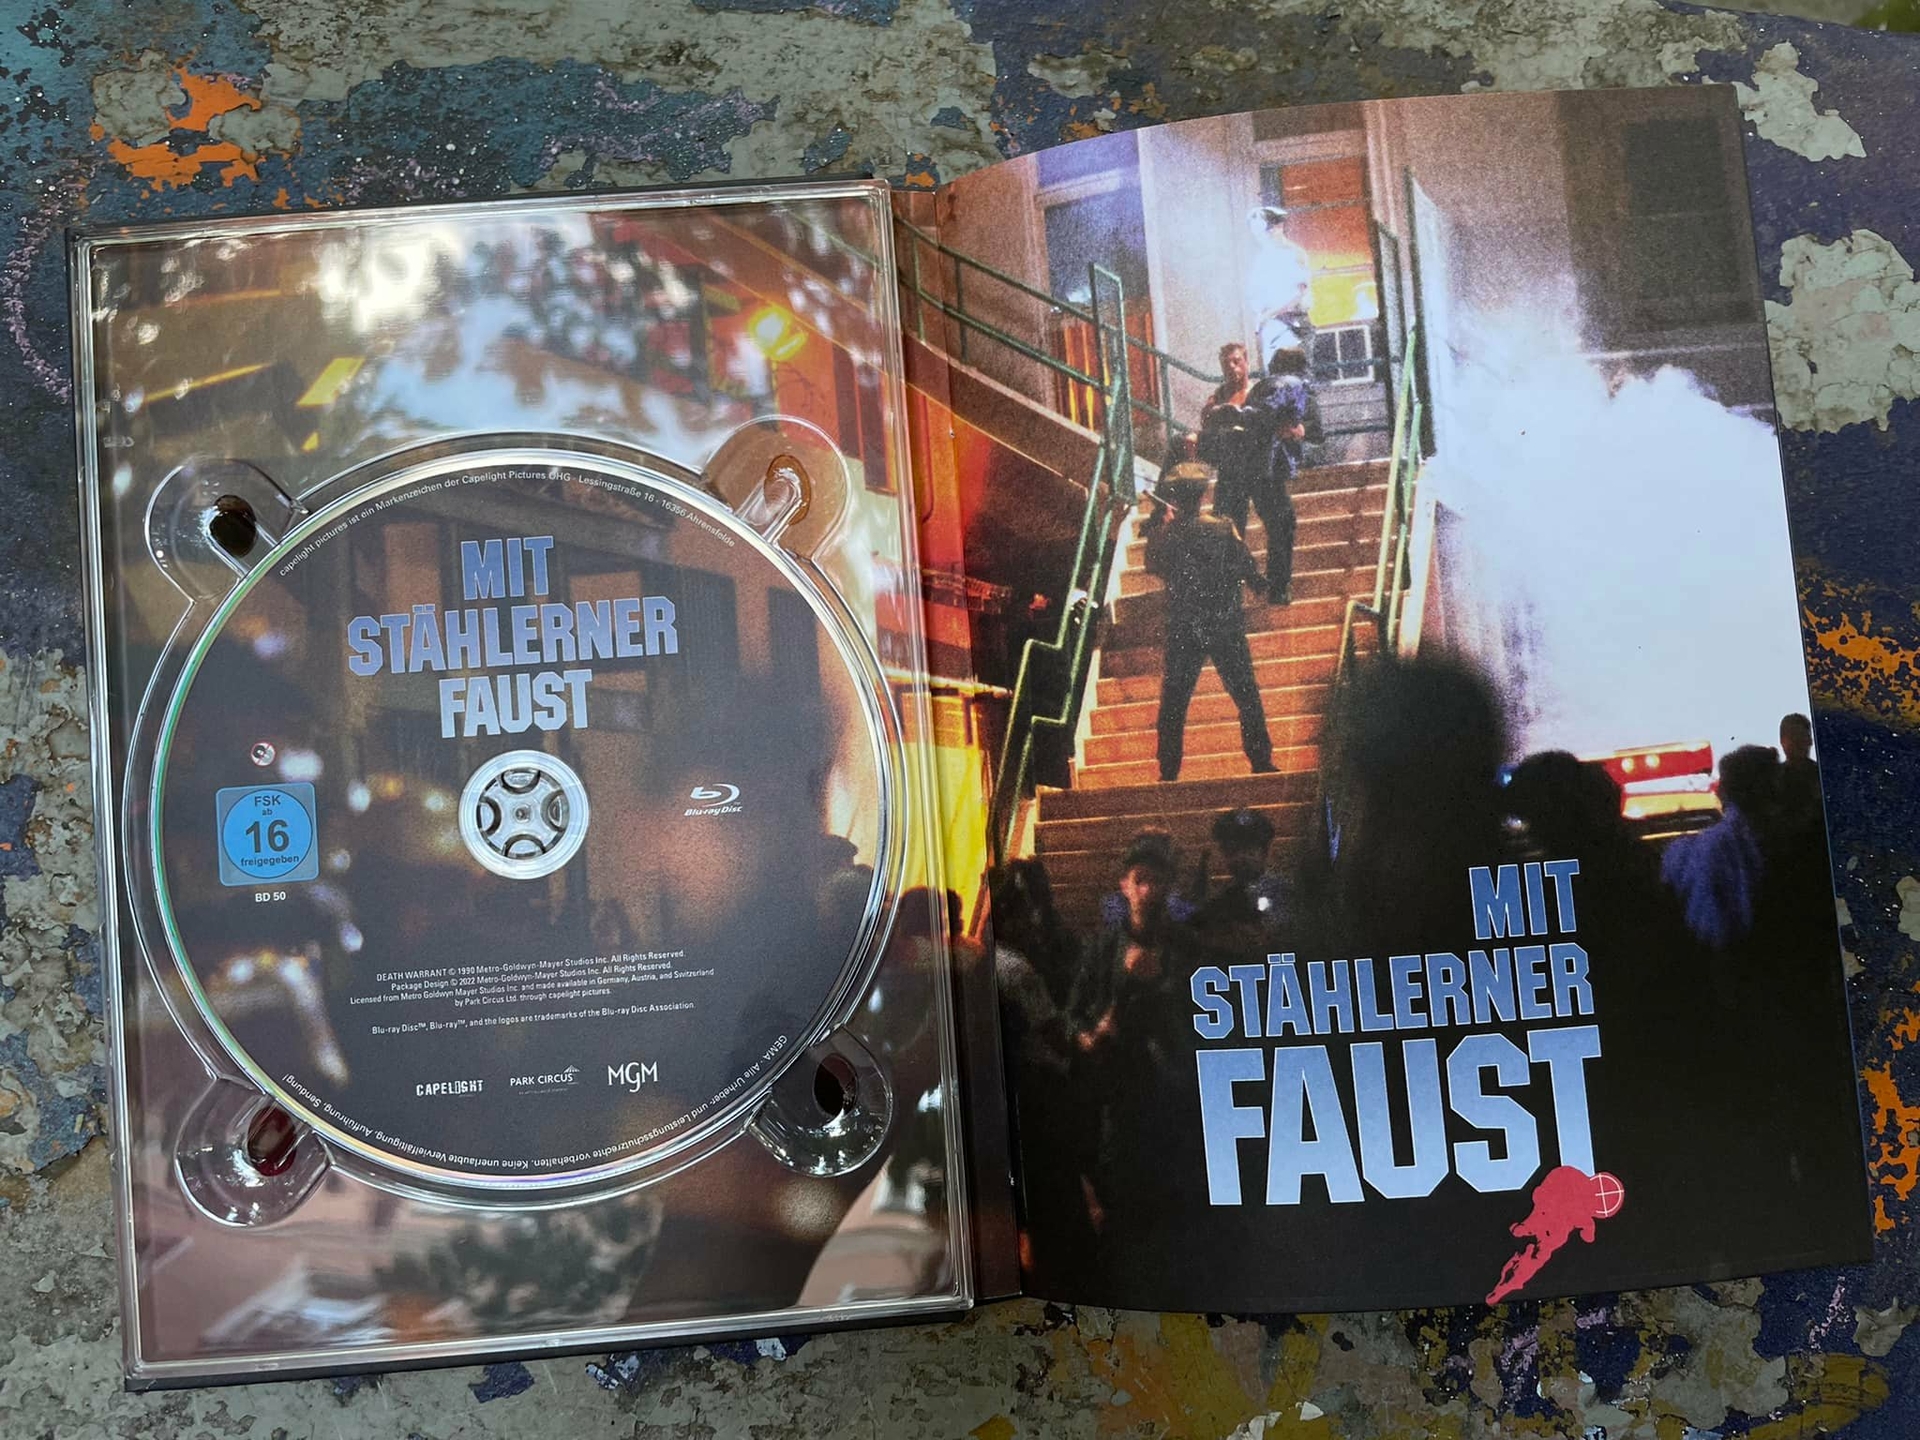 capelight pictures ist ein Markenzeichen der Capelight Pictures OHG · Lessingstraße 16 · 16356 Ahrensfelde
MIT
STÄHLERNER
FAUST
FSK
ab
16
freigegeben
BD 50
Blu-ray Disc
DEATH WARRANT © 1990 Metro-Goldwyn-Mayer Studios Inc. All Rights Reserved.
Package Design © 2022 Metro-Goldwyn-Mayer Studios Inc. All Rights Reserved.
Licensed from Metro Goldwyn Mayer Studios Inc. and made available in Germany, Austria, and Switzerland
by Park Circus Ltd. through capelight pictures.
Blu-ray Disc™, Blu-ray™, and the logos are trademarks of the Blu-ray Disc Association.
CAPELIGHT PARK CIRCUS MGM
GEMA · Alle Urheber- und Leistungsschutzrechte vorbehalten. Keine unerlaubte Vervielfältigung, Aufführung, Sendung!
MIT
STÄHLERNER
FAUST